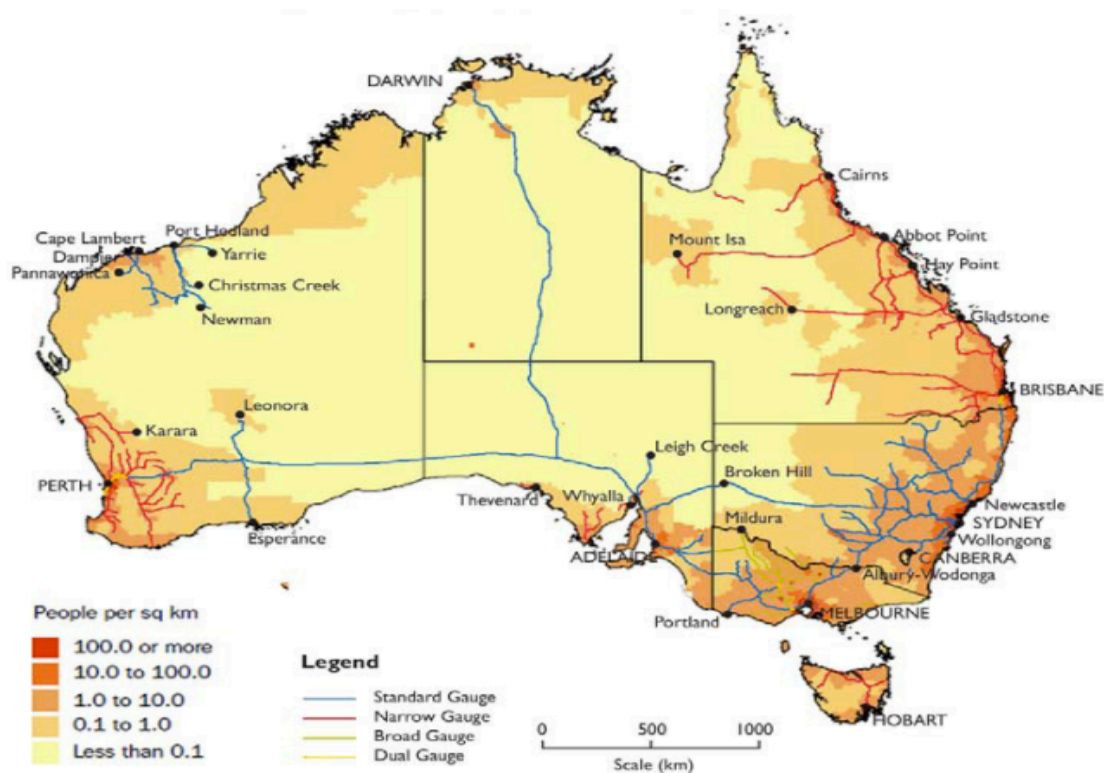 DARWIN
Cairns
Port Hedland
Cape Lambert
Yarrie
Dampier
Pannawonica
Christmas Creek
Newman
Mount Isa
Abbot Point
Hay Point
Longreach
Gladstone
BRISBANE
Leonora
Karara
PERTH
Esperance
Leigh Creek
Thevenard
Whyalla
Broken Hill
Mildura
ADELAIDE
Newcastle
SYDNEY
Wollongong
CANBERRA
Albury-Wodonga
Portland
MELBOURNE
HOBART
People per sq km
100.0 or more
10.0 to 100.0
1.0 to 10.0
0.1 to 1.0
Less than 0.1
Legend
Standard Gauge
Narrow Gauge
Broad Gauge
Dual Gauge
0 500 1000
Scale (km)